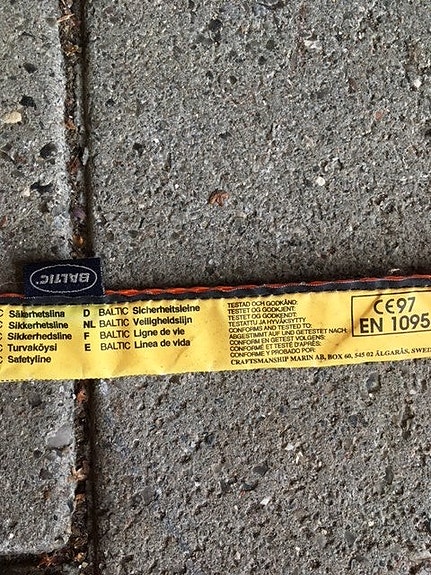 BALTIC
C Säkerhetslina
C Sikkerhetsline
C Sikkerhedsline
C Turvaköysi
C Safetyline
D BALTIC Sicherheitsleine
NL BALTIC Veiligheidslijn
F BALTIC Ligne de vie
E BALTIC Linea de vida
TESTAD OCH GODKÄND:
TESTET OG GODKJENT:
TESTET OG GODKENDT:
TESTATTU JA HYVÄKSYTTY
CONFORMS AND TESTED TO:
ABGESTIMMT AUF UND GETESTET NACH:
CONFORM EN GETEST VOLGENS:
CONFORME ET TESTÉ D'APRÈS:
CONFORME Y PROBADO POR:
CRAFTSMANSHIP MARIN AB, BOX 60, 545 02 ÄLGARÅS, SWED
CE97
EN 1095